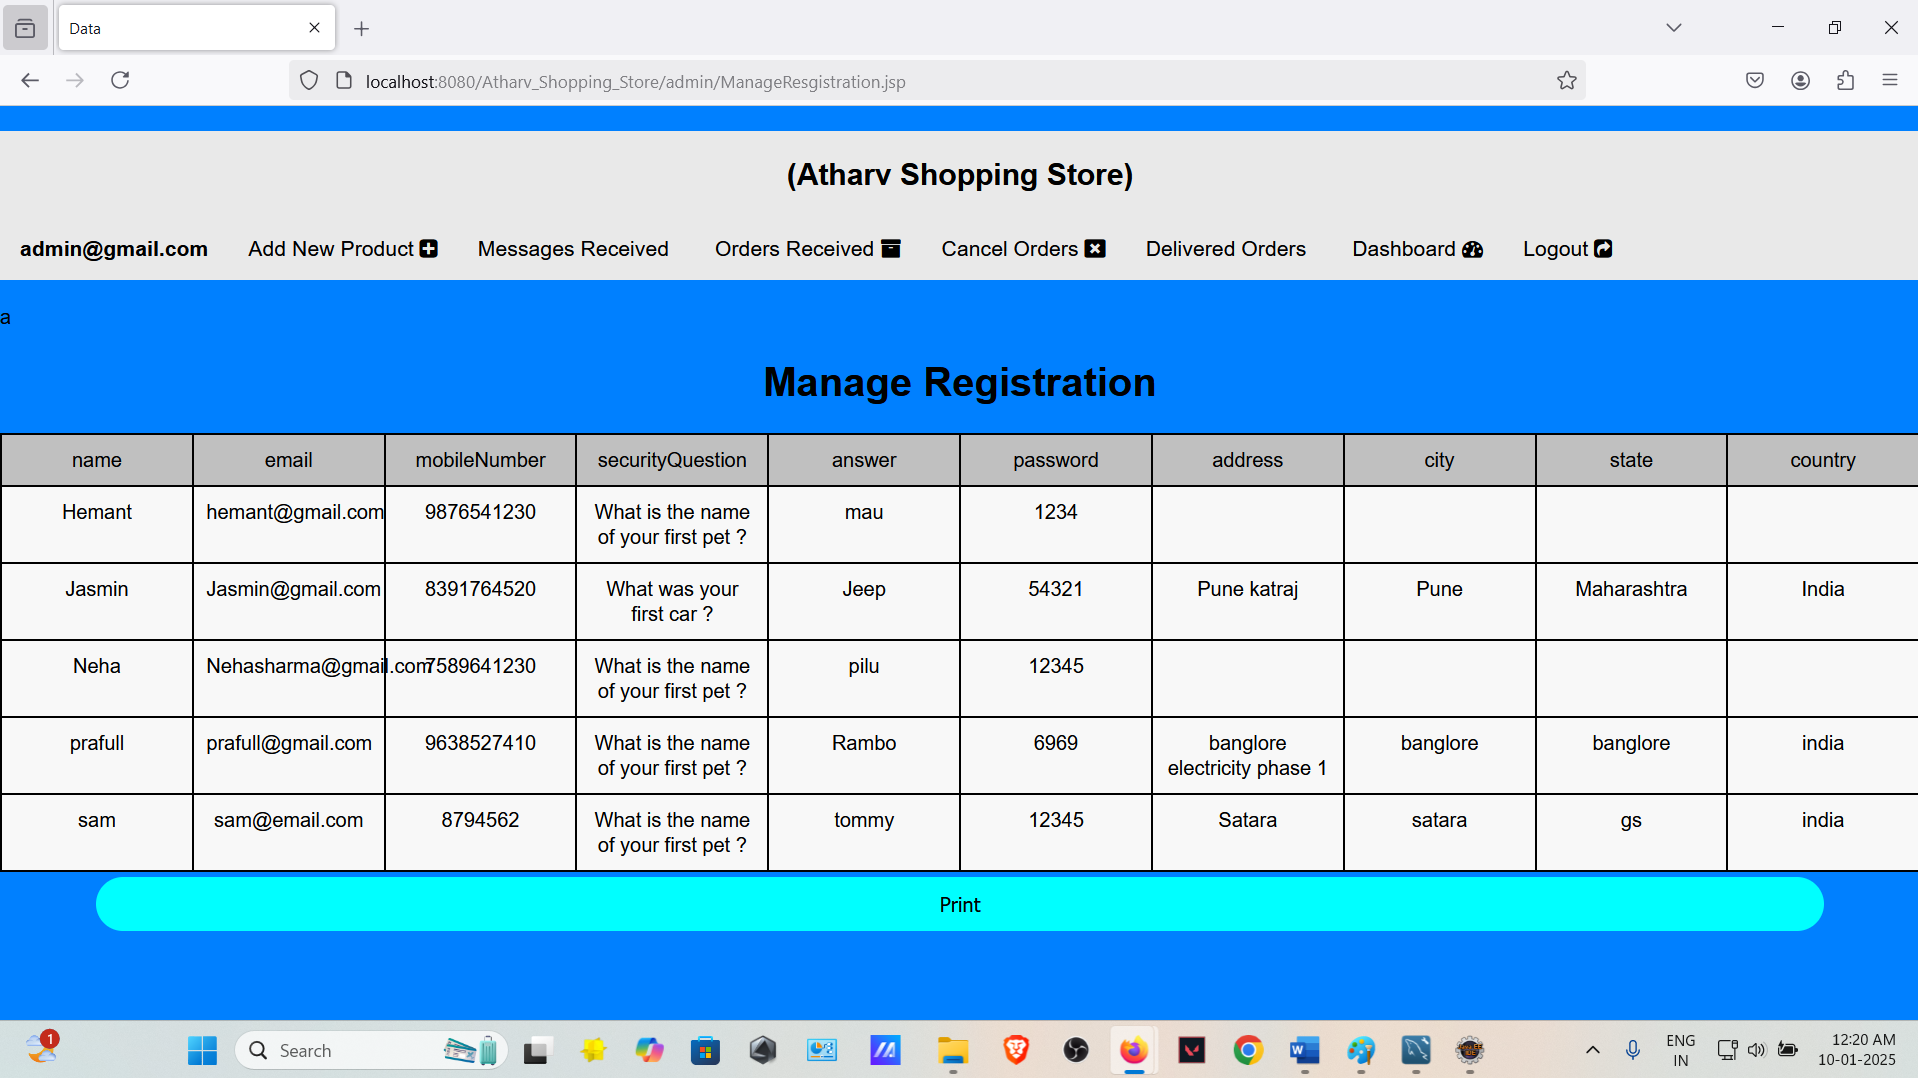 Data
localhost:8080/Atharv_Shopping_Store/admin/ManageResgistration.jsp
(Atharv Shopping Store)
admin@gmail.com Add New Product Messages Received Orders Received Cancel Orders Delivered Orders Dashboard Logout
a
Manage Registration
name email mobileNumber securityQuestion answer password address city state country
Hemant hemant@gmail.com 9876541230 What is the name mau 1234
of your first pet ?
Jasmin Jasmin@gmail.com 8391764520 What was your Jeep 54321 Pune katraj Pune Maharashtra India
first car ?
Neha Nehasharma@gmail.com 7589641230 What is the name pilu 12345
of your first pet ?
prafull prafull@gmail.com 9638527410 What is the name Rambo 6969 banglore banglore banglore india
of your first pet ? electricity phase 1
sam sam@email.com 8794562 What is the name tommy 12345 Satara satara gs india
of your first pet ?
Print
1
Search
ENG
IN
12:20 AM
10-01-2025